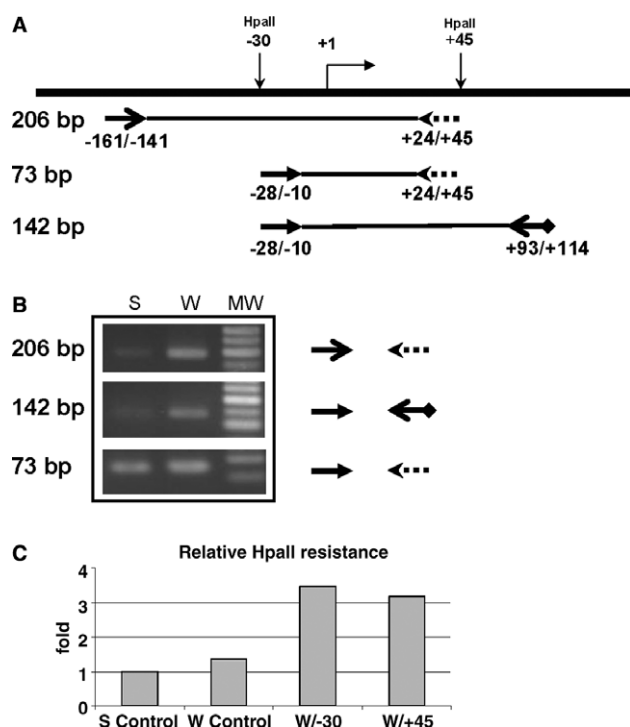 A
HpaII HpaII
-30 +1 +45
206 bp
-161/-141 +24/+45
73 bp
-28/-10 +24/+45
142 bp
-28/-10 +93/+114
B
S W MW
206 bp
142 bp
73 bp
C
Relative HpaII resistance
4
3
2
1
0
fold
S Control W Control W/-30 W/+45